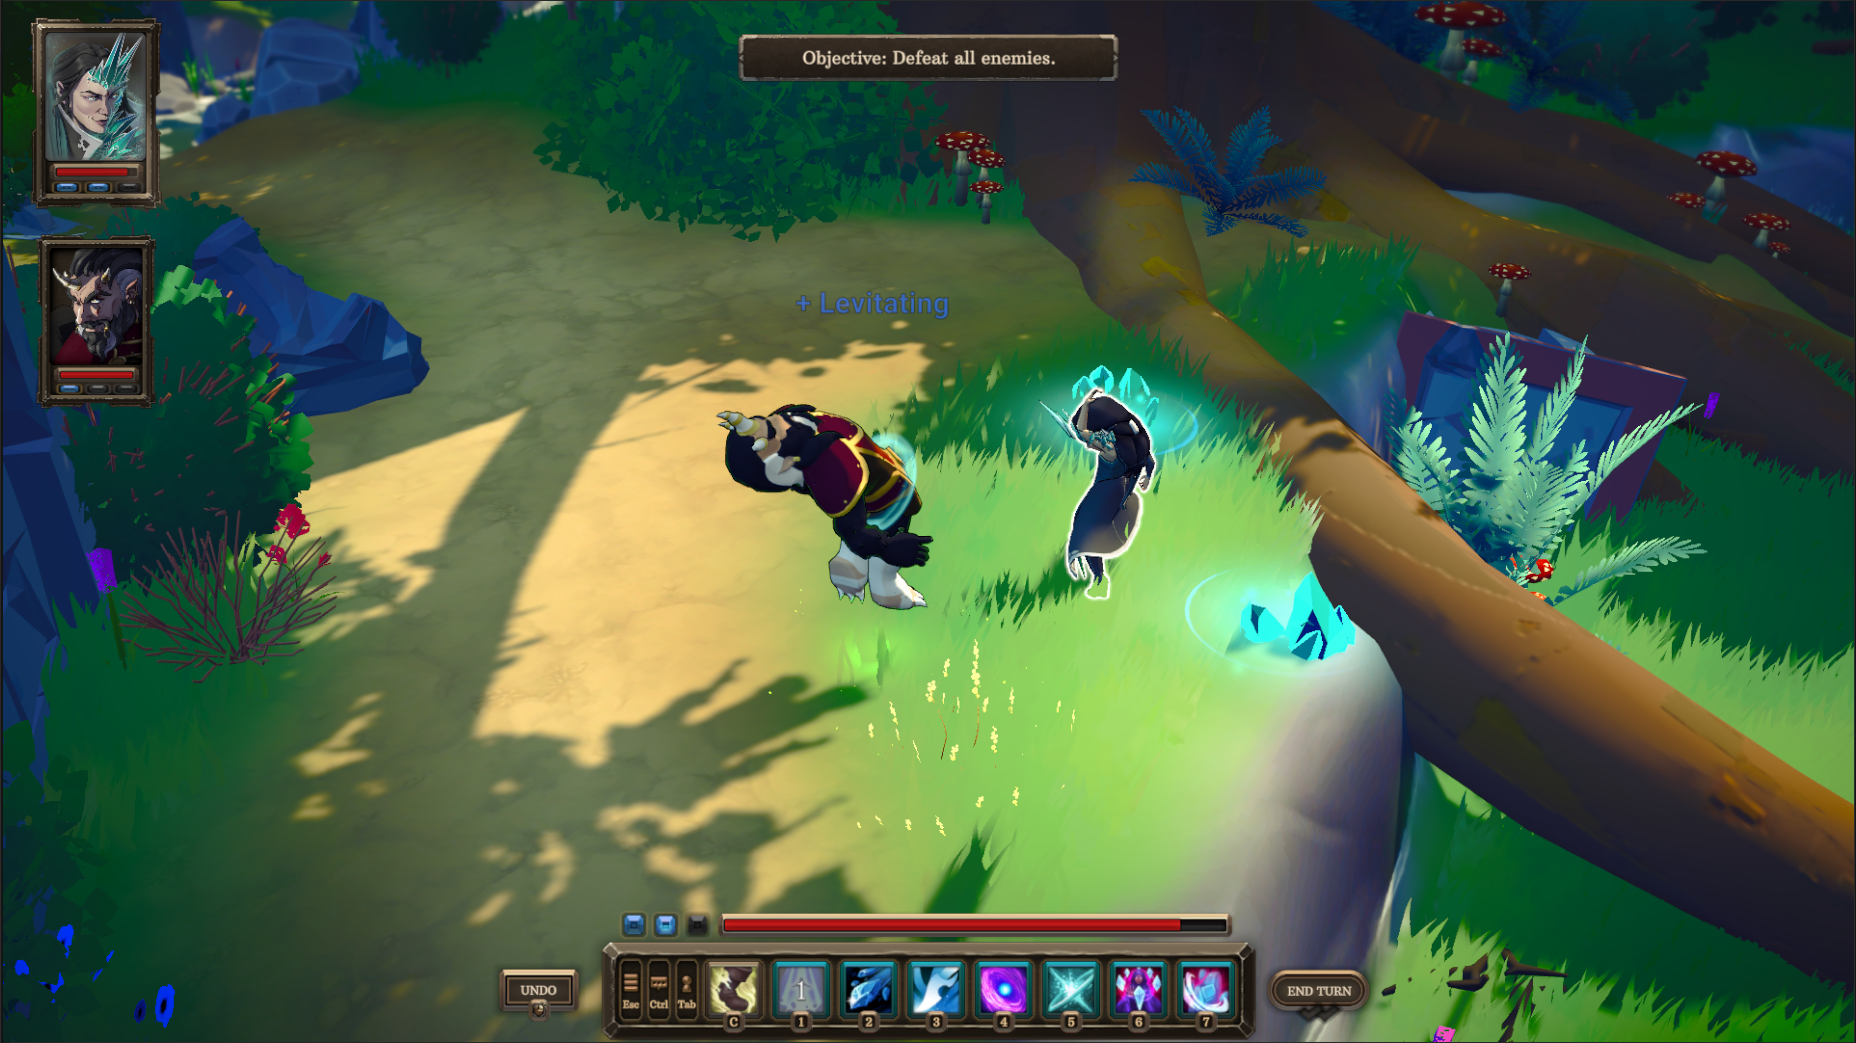 Objective: Defeat all enemies.
+ Levitating
UNDO
Esc Ctrl Tab
1
C 1 2 3 4 5 6 7
END TURN